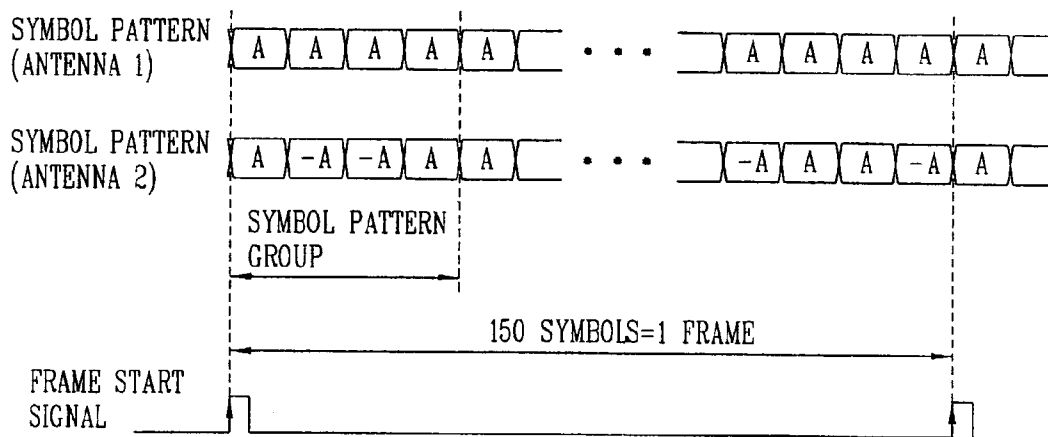 SYMBOL PATTERN
(ANTENNA 1)
A A A A A • • • A A A A A
SYMBOL PATTERN
(ANTENNA 2)
A -A -A A A • • • -A A A -A A
SYMBOL PATTERN
GROUP
150 SYMBOLS=1 FRAME
FRAME START
SIGNAL